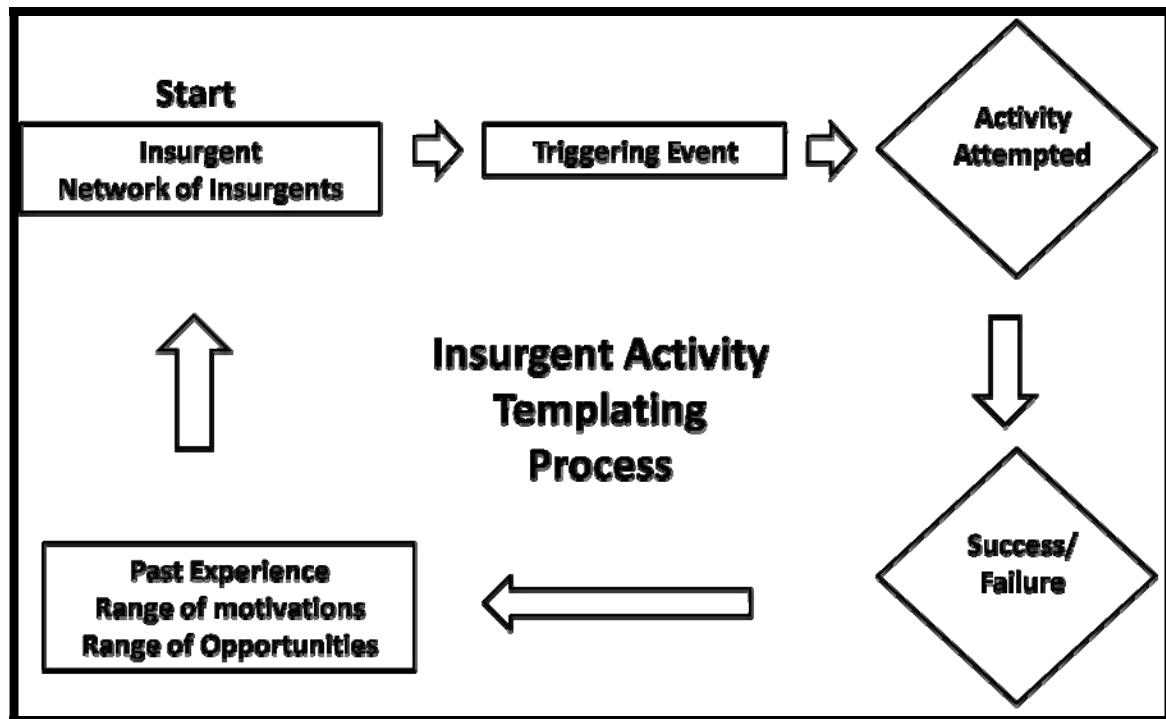 Start
Insurgent
Network of Insurgents
Triggering Event
Activity
Attempted
Insurgent Activity
Templating
Process
Success/
Failure
Past Experience
Range of motivations
Range of Opportunities